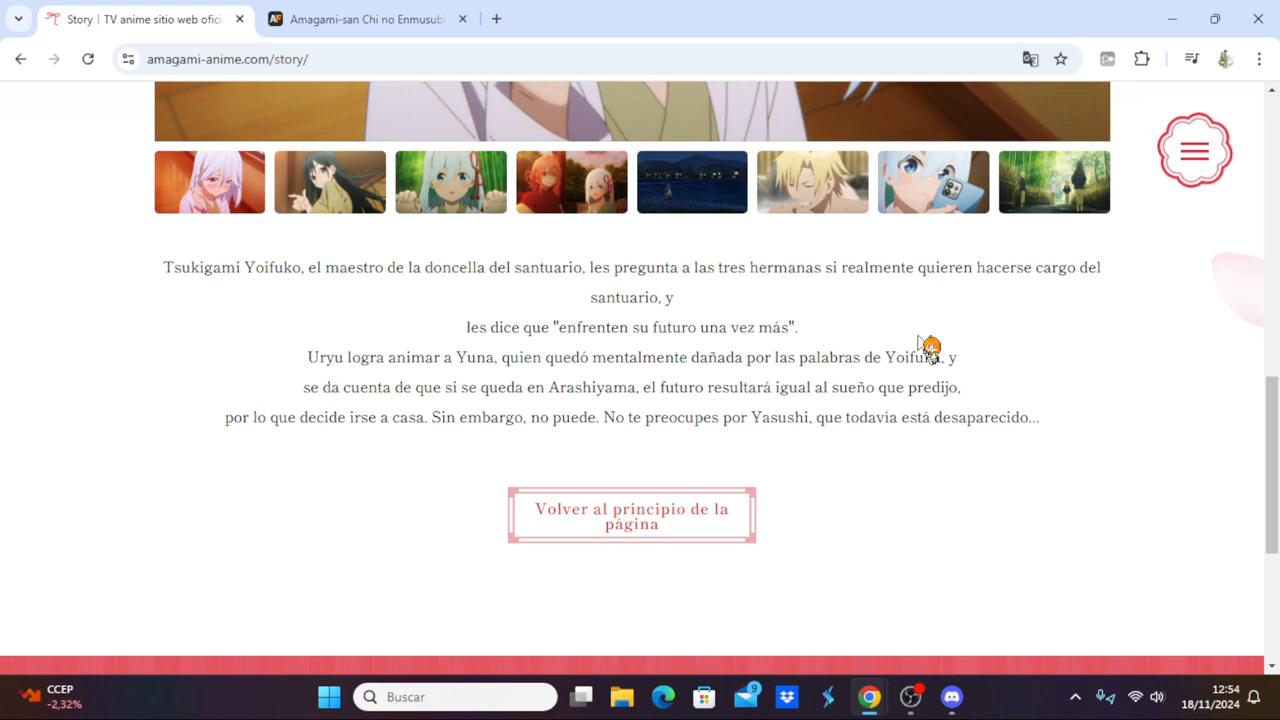 Story | TV anime sitio web ofici
Amagami-san Chi no Enmusubi
amagami-anime.com/story/
Tsukigami Yoifuko, el maestro de la doncella del santuario, les pregunta a las tres hermanas si realmente quieren hacerse cargo del
santuario, y
les dice que "enfrenten su futuro una vez más".
Uryu logra animar a Yuna, quien quedó mentalmente dañada por las palabras de y
se da cuenta de que si se queda en Arashiyama, el futuro resultará igual al sueño que predijo,
por lo que decide irse a casa. Sin embargo, no puede. No te preocupes por Yasushi, que todavía está desaparecido...
Volver al principio de la
página
CCEP
-2,32%
Buscar
9
12:54
18/11/2024